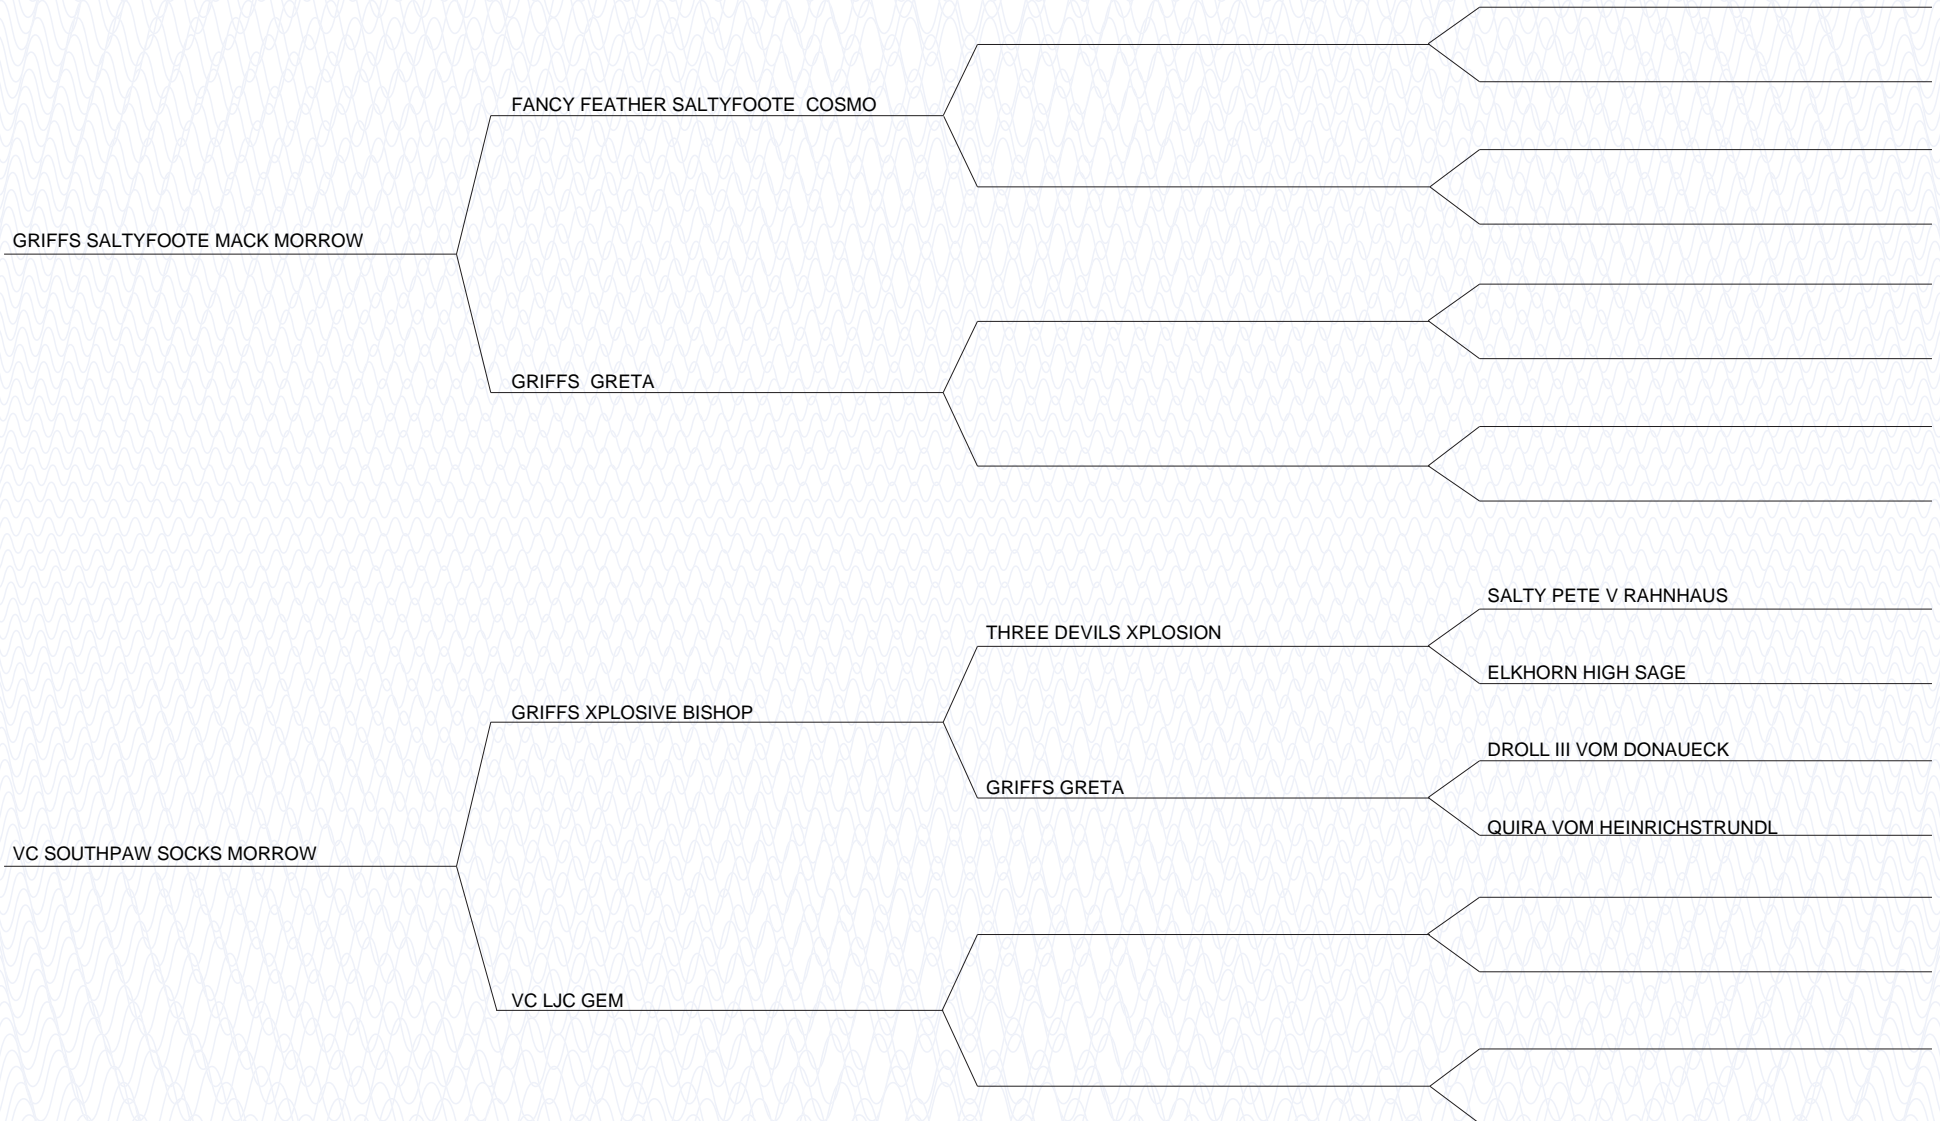 FANCY FEATHER SALTYFOOTE  COSMO
GRIFFS SALTYFOOTE MACK MORROW
GRIFFS  GRETA
SALTY PETE V RAHNHAUS
THREE DEVILS XPLOSION
ELKHORN HIGH SAGE
GRIFFS XPLOSIVE BISHOP
DROLL III VOM DONAUECK
GRIFFS GRETA
QUIRA VOM HEINRICHSTRUNDL
VC SOUTHPAW SOCKS MORROW
VC LJC GEM